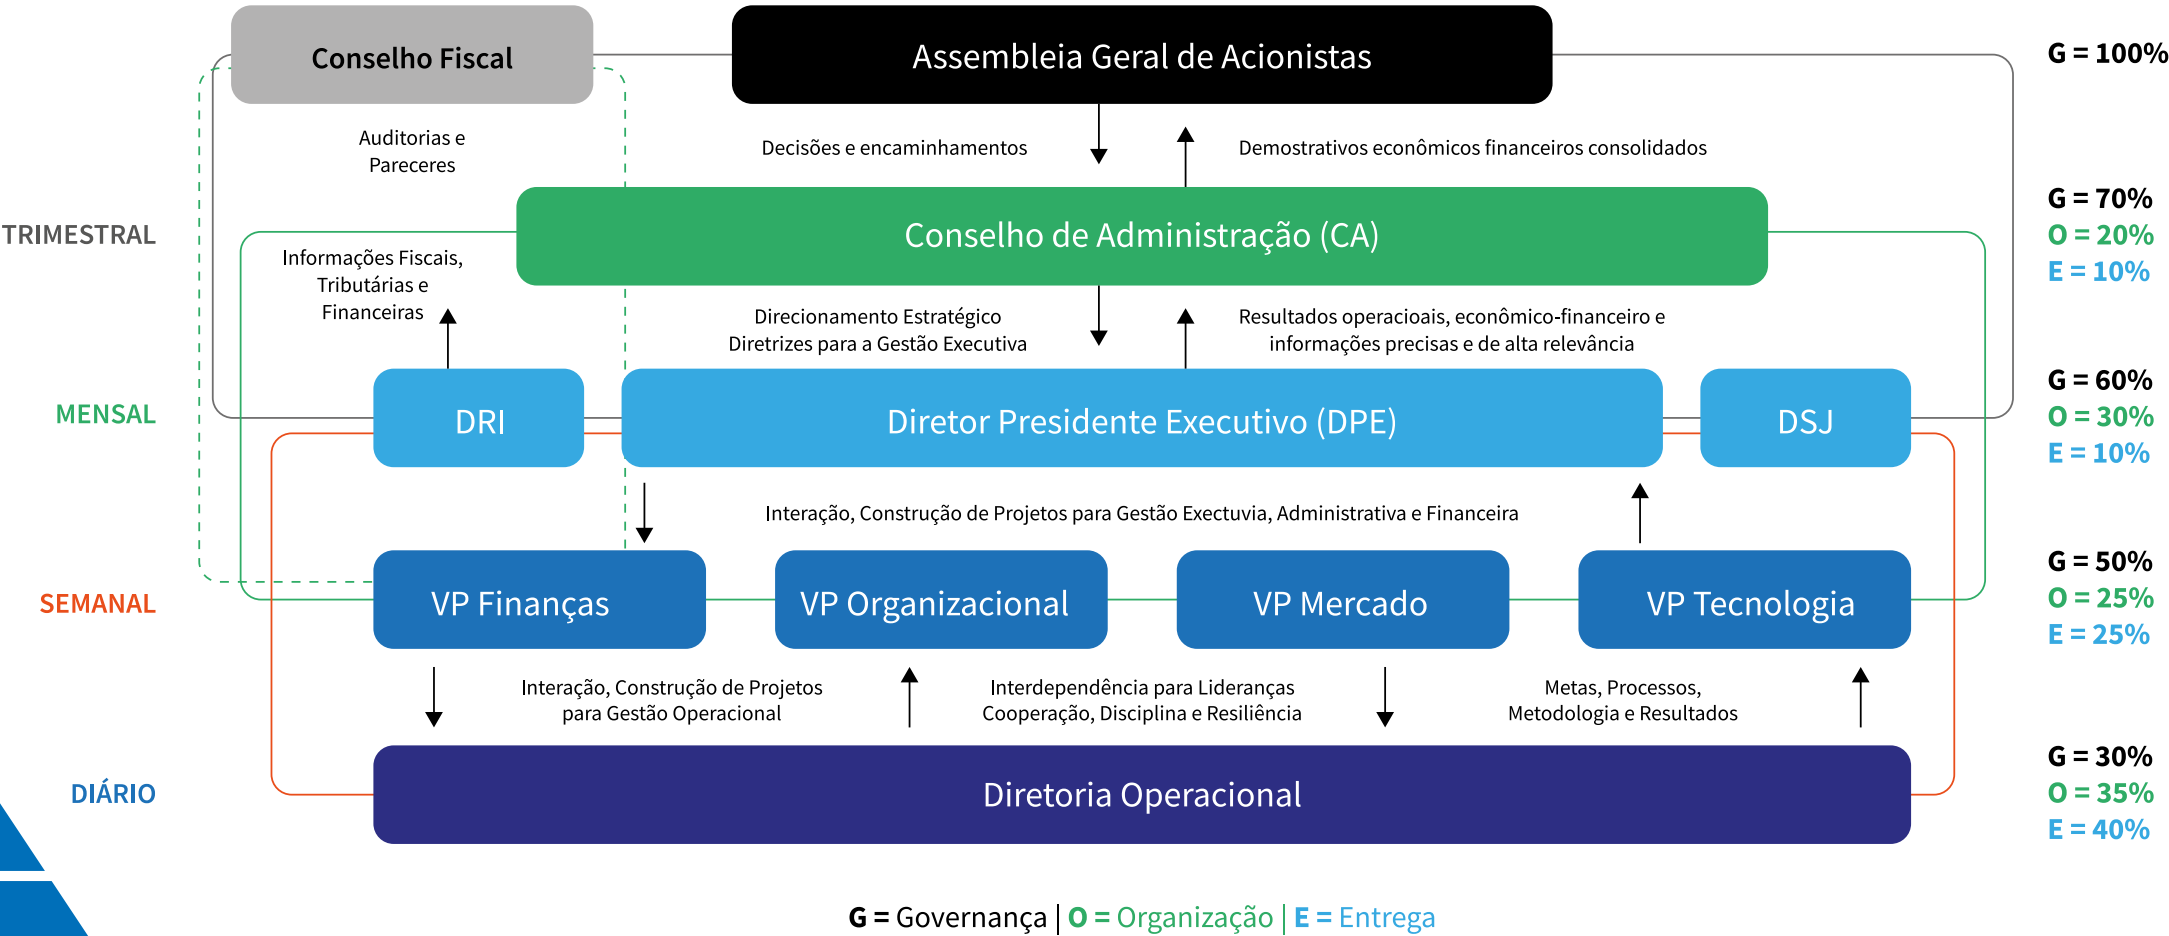 Conselho Fiscal
Assembleia Geral de Acionistas
G = 100%
Auditorias e
Pareceres
Decisões e encaminhamentos
Demostrativos econômicos financeiros consolidados
TRIMESTRAL
Conselho de Administração (CA)
G = 70%
O = 20%
E = 10%
Informações Fiscais,
Tributárias e
Financeiras
Direcionamento Estratégico
Diretrizes para a Gestão Executiva
Resultados operacioais, econômico-financeiro e
informações precisas e de alta relevância
MENSAL
DRI
Diretor Presidente Executivo (DPE)
DSJ
G = 60%
O = 30%
E = 10%
Interação, Construção de Projetos para Gestão Exectuvia, Administrativa e Financeira
SEMANAL
VP Finanças
VP Organizacional
VP Mercado
VP Tecnologia
G = 50%
O = 25%
E = 25%
Interação, Construção de Projetos
para Gestão Operacional
Interdependência para Lideranças
Cooperação, Disciplina e Resiliência
Metas, Processos,
Metodologia e Resultados
DIÁRIO
Diretoria Operacional
G = 30%
O = 35%
E = 40%
G = Governança | O = Organização | E = Entrega